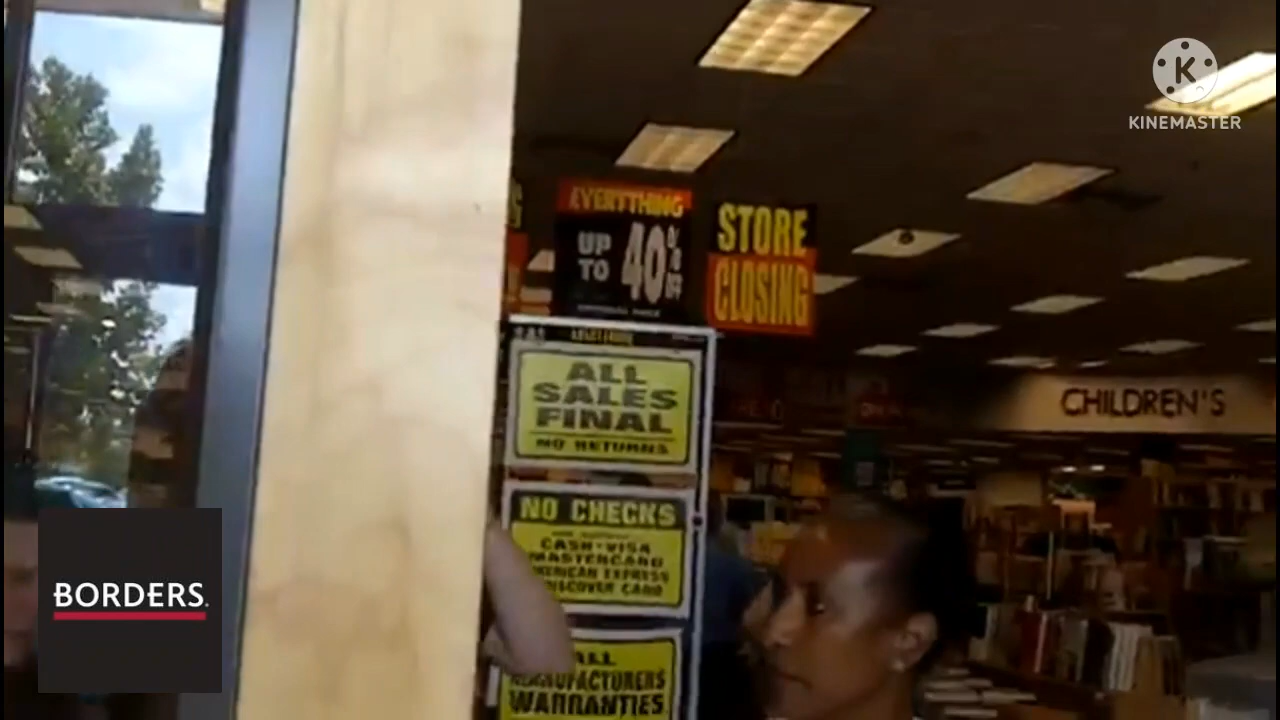 KINEMASTER
EVERYTHING
UP TO 40% OFF
STORE
CLOSING
ALL
SALES
FINAL
NO RETURNS
NO CHECKS
CASH • VISA
MASTERCARD
AMERICAN EXPRESS
DISCOVER CARD
ALL
MANUFACTURERS
WARRANTIES
CHILDREN'S
BORDERS.